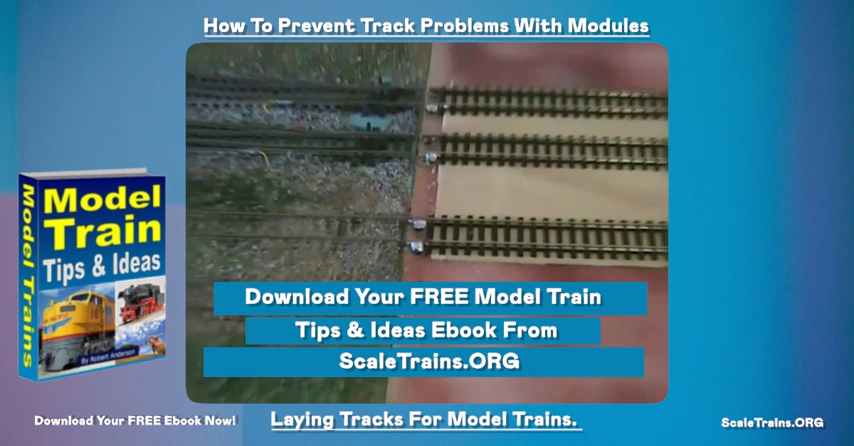 How To Prevent Track Problems With Modules
Model
Train
Tips & Ideas
Model Trains
By Robert Anderson
Download Your FREE Model Train
Tips & Ideas Ebook From
ScaleTrains.ORG
Download Your FREE Ebook Now!
Laying Tracks For Model Trains.
ScaleTrains.ORG